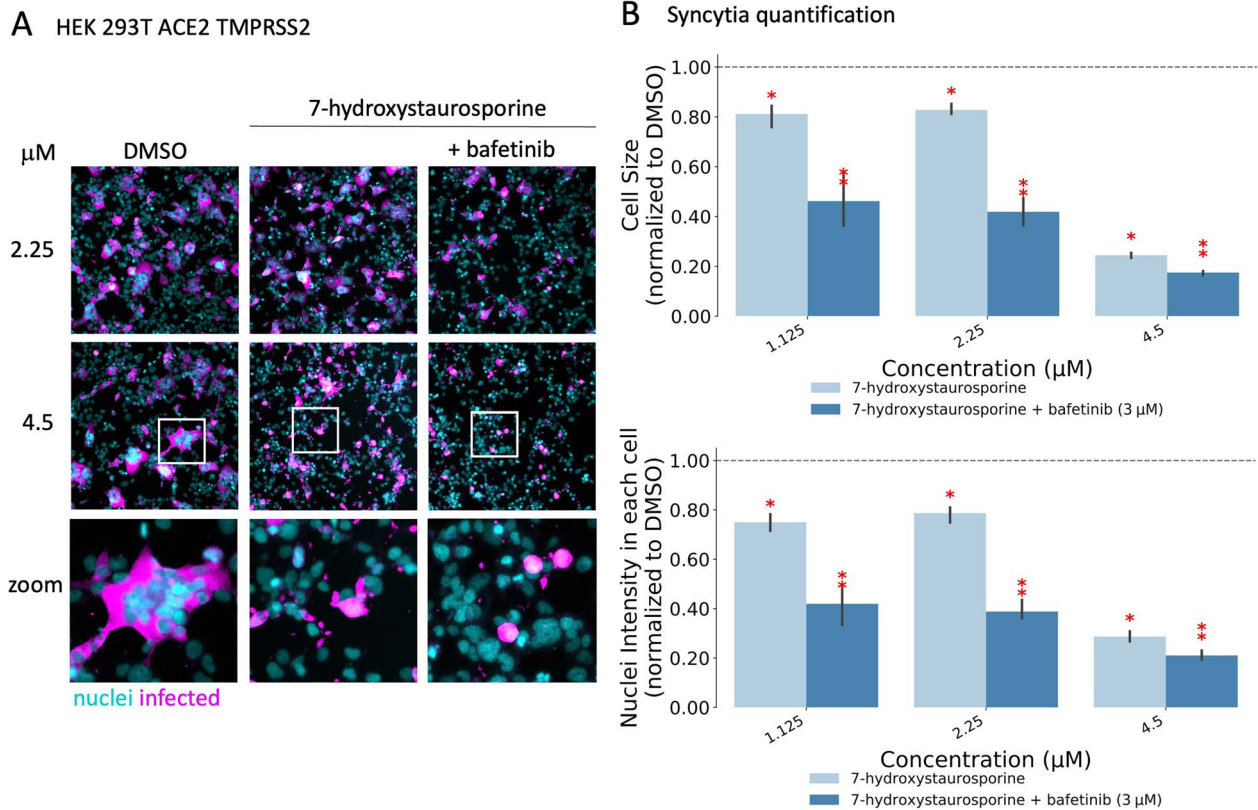 A HEK 293T ACE2 TMPRSS2
7-hydroxystaurosporine
μM DMSO + bafetinib
2.25
4.5
zoom
nuclei infected
B Syncytia quantification
Cell Size
(normalized to DMSO)
1.00
0.80
0.60
0.40
0.20
0.00
*
**
*
**
*
**
1.125 2.25 4.5
Concentration (μM)
7-hydroxystaurosporine
7-hydroxystaurosporine + bafetinib (3 μM)
Nuclei Intensity in each cell
(normalized to DMSO)
1.00
0.80
0.60
0.40
0.20
0.00
*
**
*
**
*
**
1.125 2.25 4.5
Concentration (μM)
7-hydroxystaurosporine
7-hydroxystaurosporine + bafetinib (3 μM)